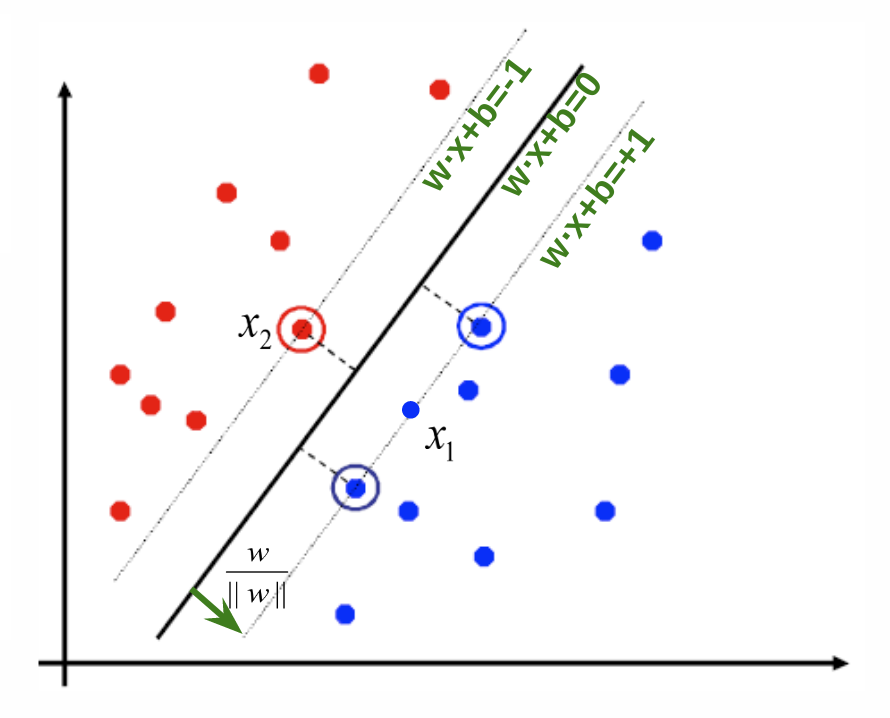 w·x+b=-1
w·x+b=0
w·x+b=+1
x₂
x₁
w
|| w ||